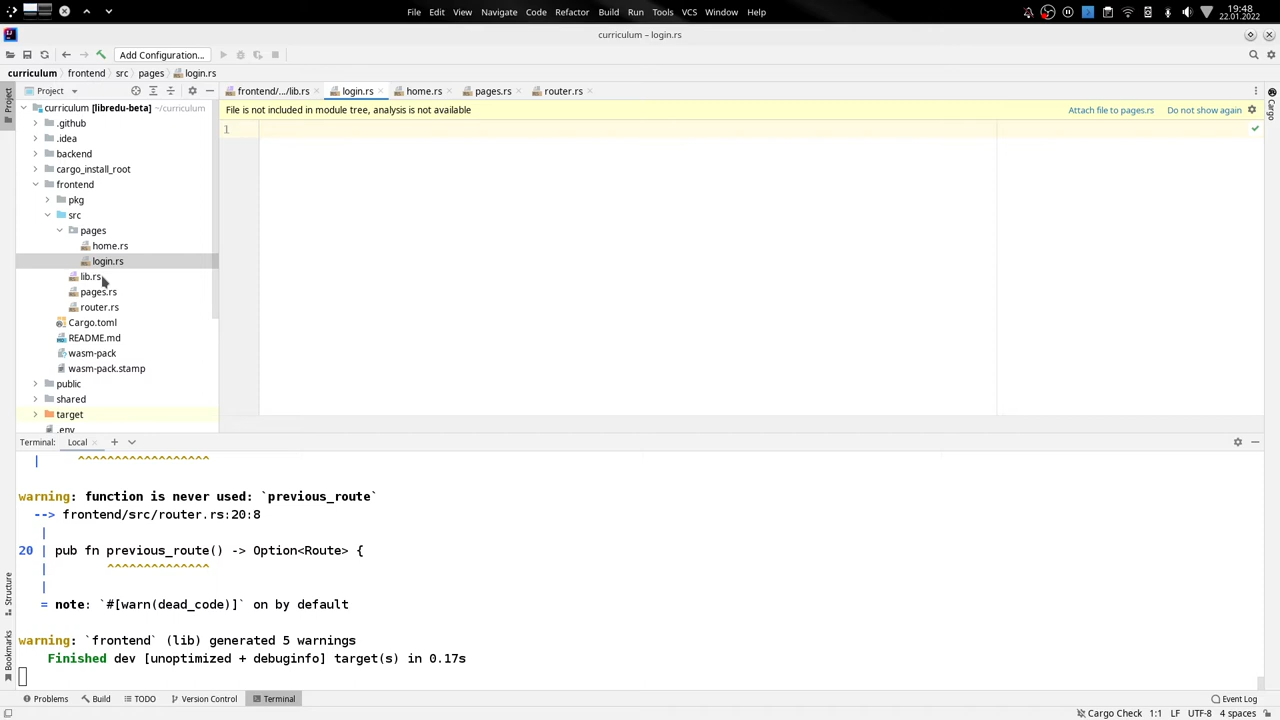 File Edit View Navigate Code Refactor Build Run Tools VCS Window Help
19:48
22.01.2022
curriculum – login.rs
Add Configuration...
curriculum frontend src pages login.rs
Project
frontend/.../lib.rs login.rs home.rs pages.rs router.rs
Project
Cargo
curriculum [libredu-beta] ~/curriculum
File is not included in module tree, analysis is not available
Attach file to pages.rs Do not show again
.github
1
.idea
backend
cargo_install_root
frontend
pkg
src
pages
home.rs
login.rs
lib.rs
pages.rs
router.rs
Cargo.toml
README.md
wasm-pack
wasm-pack.stamp
public
shared
target
.env
Terminal: Local
| ^^^^^^^^^^^^^^^^^^
warning: function is never used: `previous_route`
--> frontend/src/router.rs:20:8
|
20 | pub fn previous_route() -> Option<Route> {
| ^^^^^^^^^^^^^^
|
= note: `#[warn(dead_code)]` on by default
warning: `frontend` (lib) generated 5 warnings
Finished dev [unoptimized + debuginfo] target(s) in 0.17s
Structure
Bookmarks
Problems Build TODO Version Control Terminal
Event Log
Cargo Check 1:1 LF UTF-8 4 spaces